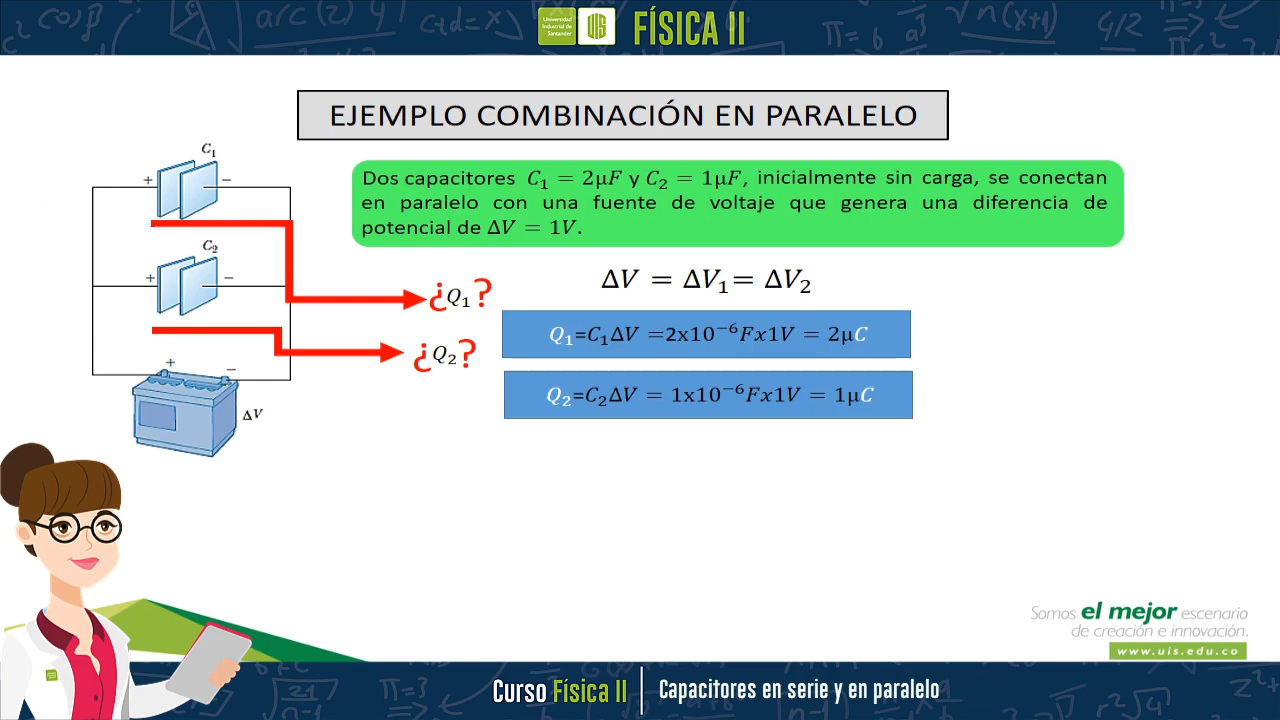 Universidad
Industrial de
Santander
UIS
FÍSICA II
EJEMPLO COMBINACIÓN EN PARALELO
Dos capacitores C₁ = 2μF y C₂ = 1μF, inicialmente sin carga, se conectan
en paralelo con una fuente de voltaje que genera una diferencia de
potencial de ΔV = 1V.
C₁
+ −
C₂
+ −
¿Q₁?
¿Q₂?
+ −
ΔV
ΔV = ΔV₁= ΔV₂
Q₁=C₁ΔV =2x10⁻⁶Fx1V = 2μC
Q₂=C₂ΔV = 1x10⁻⁶Fx1V = 1μC
Somos el mejor escenario
de creación e innovación.
www.uis.edu.co
Curso Física II
Capacitores en serie y en paralelo